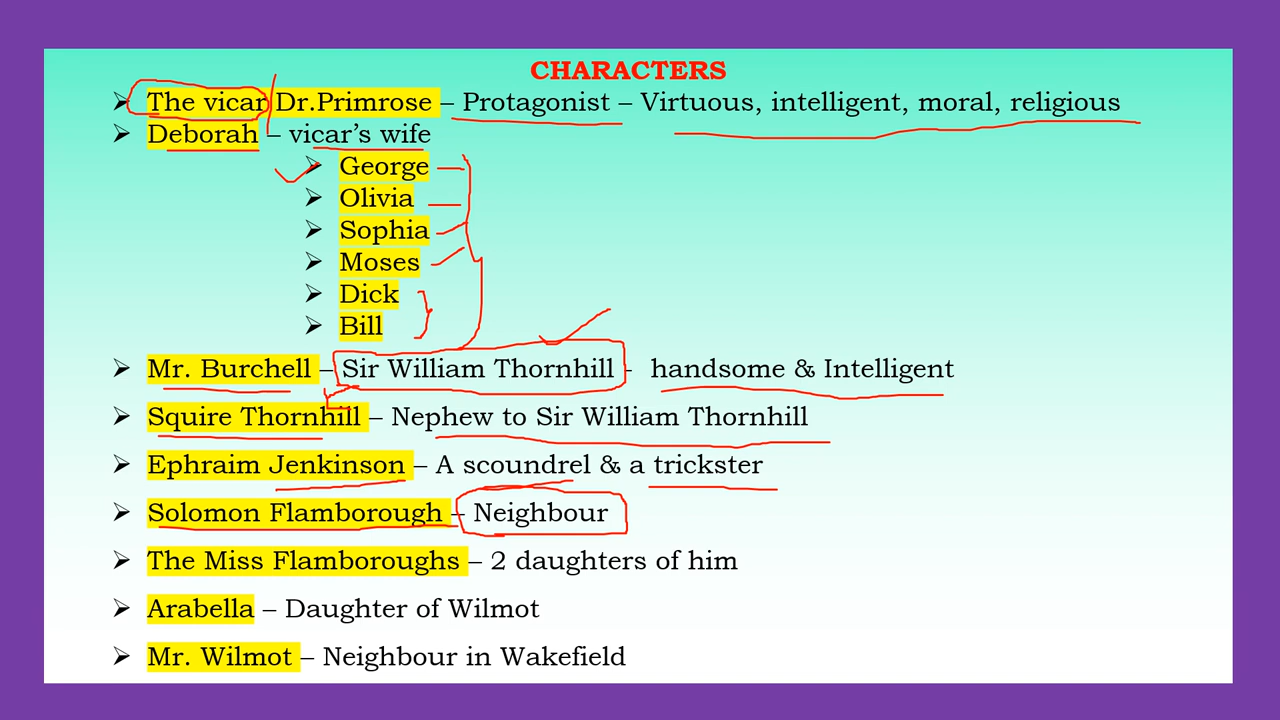 CHARACTERS
➢ The vicar Dr.Primrose – Protagonist – Virtuous, intelligent, moral, religious
➢ Deborah – vicar's wife
➢ George
➢ Olivia
➢ Sophia
➢ Moses
➢ Dick
➢ Bill
➢ Mr. Burchell – Sir William Thornhill - handsome & Intelligent
➢ Squire Thornhill – Nephew to Sir William Thornhill
➢ Ephraim Jenkinson – A scoundrel & a trickster
➢ Solomon Flamborough – Neighbour
➢ The Miss Flamboroughs – 2 daughters of him
➢ Arabella – Daughter of Wilmot
➢ Mr. Wilmot – Neighbour in Wakefield